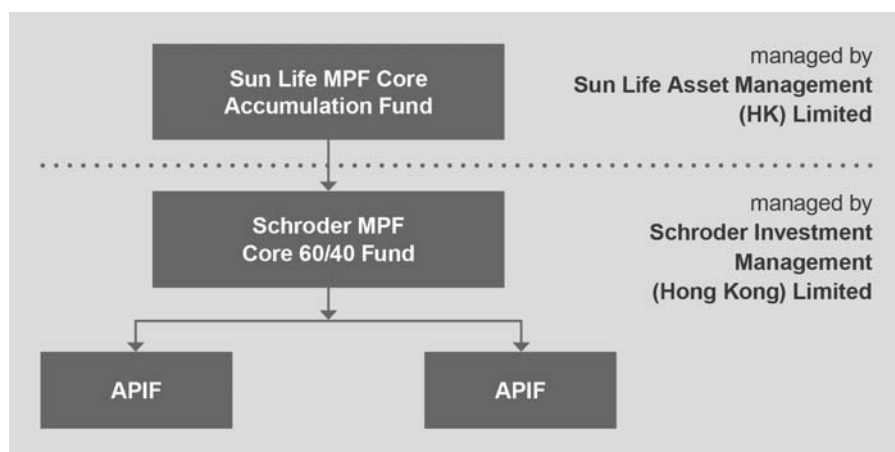 Sun Life MPF Core
Accumulation Fund
managed by
Sun Life Asset Management
(HK) Limited
Schroder MPF
Core 60/40 Fund
managed by
Schroder Investment
Management
(Hong Kong) Limited
APIF
APIF